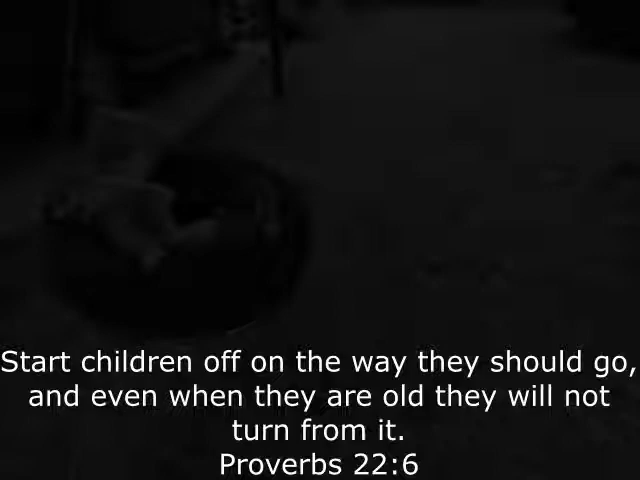 Start children off on the way they should go,
and even when they are old they will not
turn from it.
Proverbs 22:6